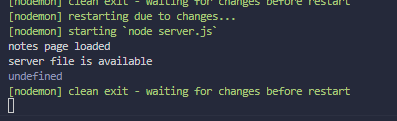 [nodemon] clean exit - waiting for changes before restart
[nodemon] restarting due to changes...
[nodemon] starting `node server.js`
notes page loaded
server file is available
undefined
[nodemon] clean exit - waiting for changes before restart